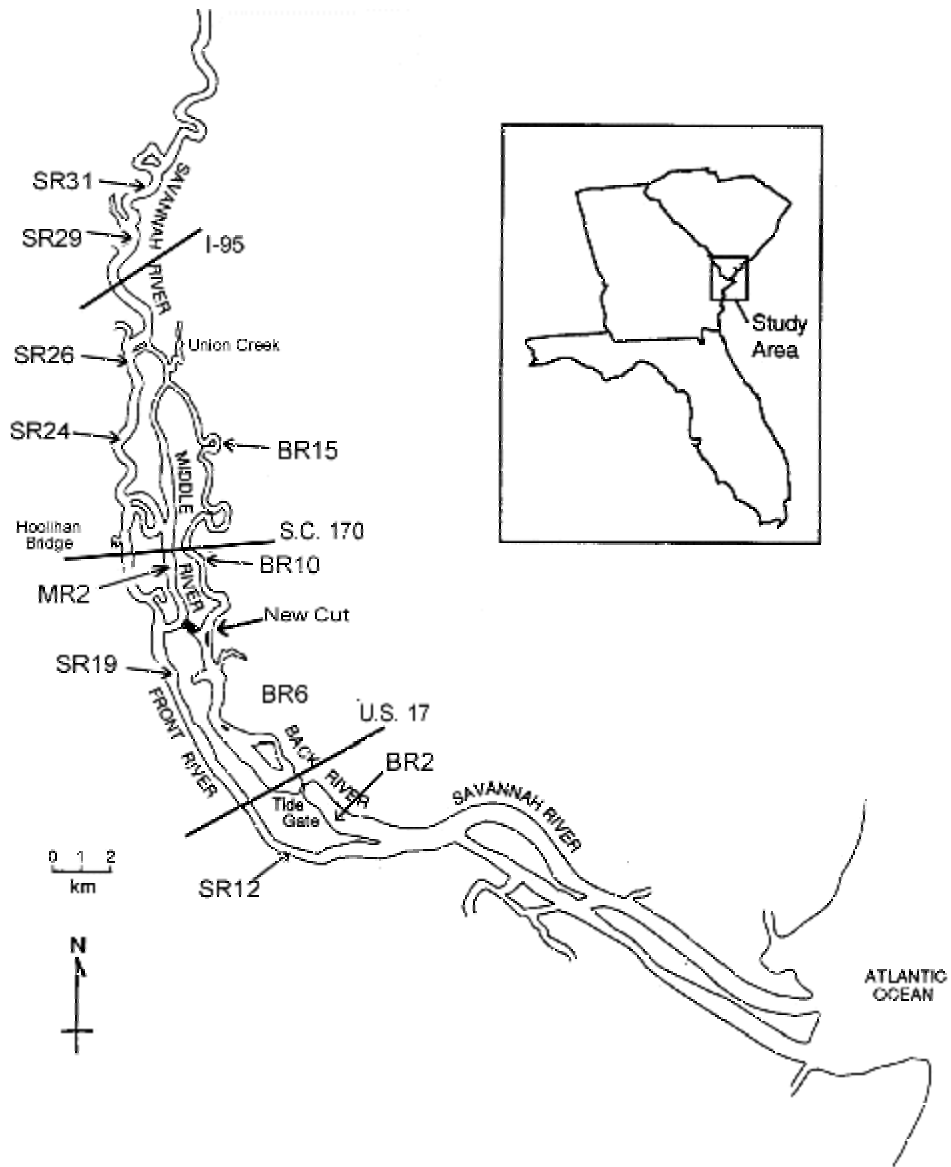 SR31
SAVANNAH RIVER
SR29
I-95
Study
Area
SR26
Union Creek
SR24
MIDDLE
BR15
Hoolihan
Bridge
S.C. 170
BR10
MR2
RIVER
New Cut
SR19
BR6
FRONT RIVER
U.S. 17
BACK
RIVER
BR2
Tide
Gate
SAVANNAH RIVER
0 1 2
km
SR12
N
ATLANTIC
OCEAN